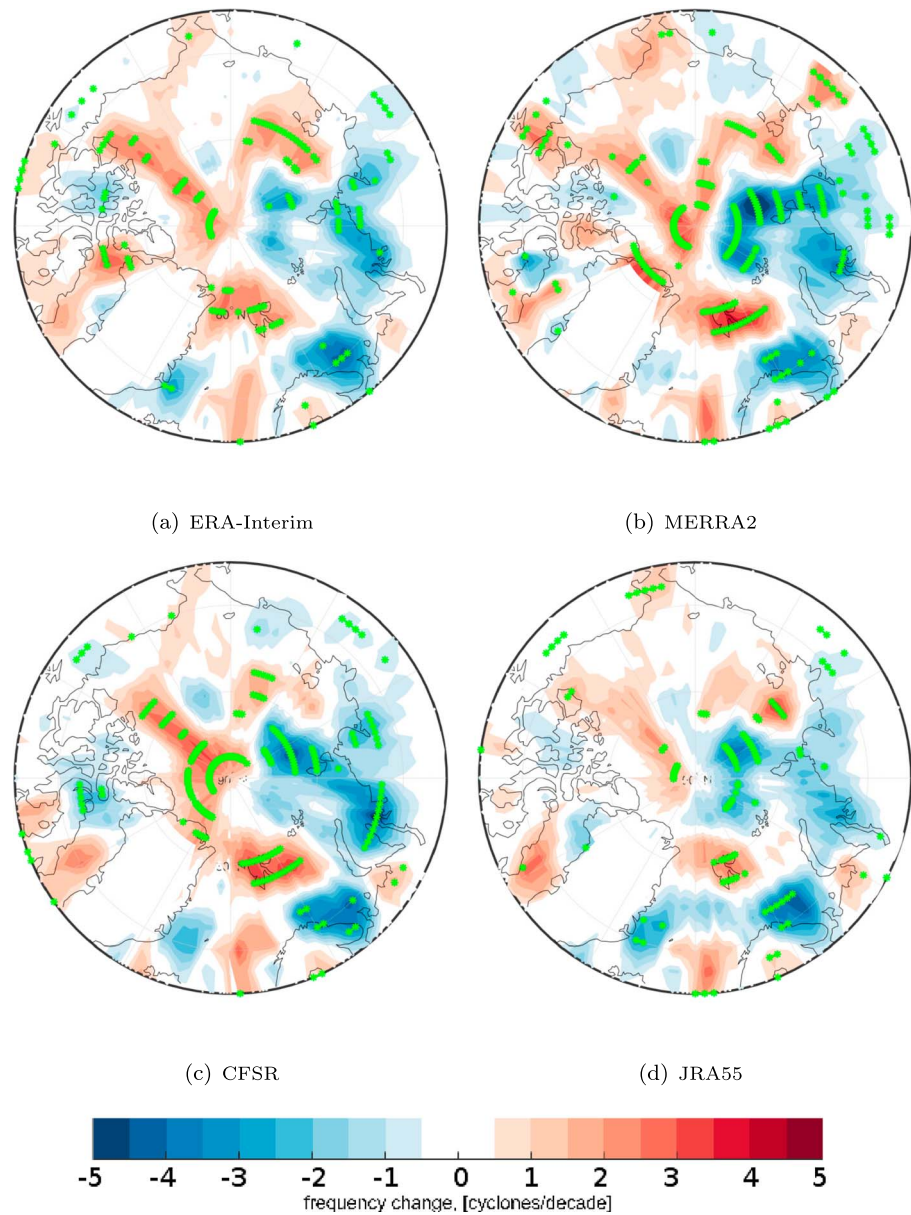 80 N
(a) ERA-Interim
(b) MERRA2
(c) CFSR
(d) JRA55
-5 -4 -3 -2 -1 0 1 2 3 4 5
frequency change, [cyclones/decade]